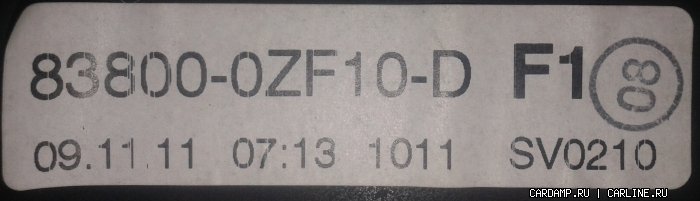 83800-0ZF10-D F1 08
09.11.11 07:13 1011 SV0210
CARDAMP.RU | CARLINE.RU